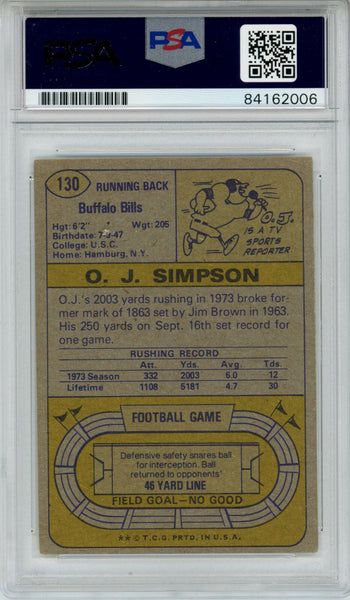 PSA
PSA
84162006
130
RUNNING BACK
Buffalo Bills
Hgt: 6'2" Wgt: 206
Birthdate: 7-9-47
College: U.S.C.
Home: Hamburg, N.Y.
O.J.
IS A TV
SPORTS
REPORTER
O. J. SIMPSON
O.J.'s 2003 yards rushing in 1973 broke for-
mer mark of 1863 set by Jim Brown in 1963.
His 250 yards on Sept. 16th set record for
one game.
RUSHING RECORD
Att. Yds. Avg. Tds.
1973 Season 332 2003 6.0 12
Lifetime 1108 5181 4.7 30
FOOTBALL GAME
Defensive safety snares ball
for interception. Ball
returned to opponents'
46 YARD LINE
FIELD GOAL—NO GOOD
** © T.C.G. PRTD. IN U.S.A.